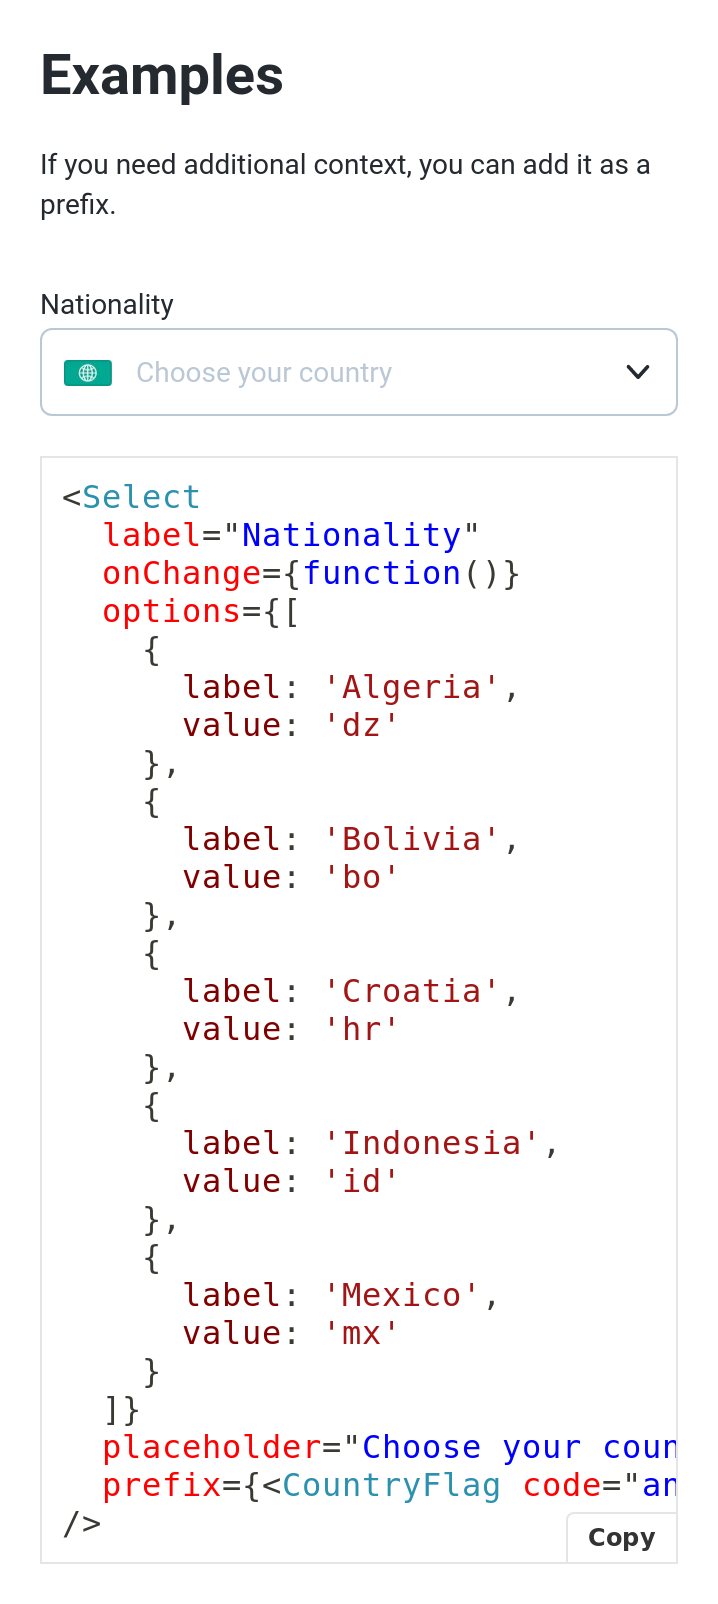 Examples
If you need additional context, you can add it as a
prefix.
Nationality
Choose your country
<Select
  label="Nationality"
  onChange={function()}
  options={[
    {
      label: 'Algeria',
      value: 'dz'
    },
    {
      label: 'Bolivia',
      value: 'bo'
    },
    {
      label: 'Croatia',
      value: 'hr'
    },
    {
      label: 'Indonesia',
      value: 'id'
    },
    {
      label: 'Mexico',
      value: 'mx'
    }
  ]}
  placeholder="Choose your coun
  prefix={<CountryFlag code="an
/>
Copy